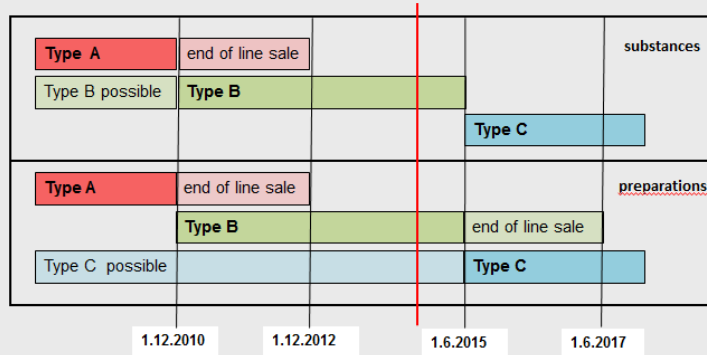 substances
Type A end of line sale
Type B possible Type B
Type C
preparations
Type A end of line sale
Type B end of line sale
Type C possible Type C
1.12.2010 1.12.2012 1.6.2015 1.6.2017